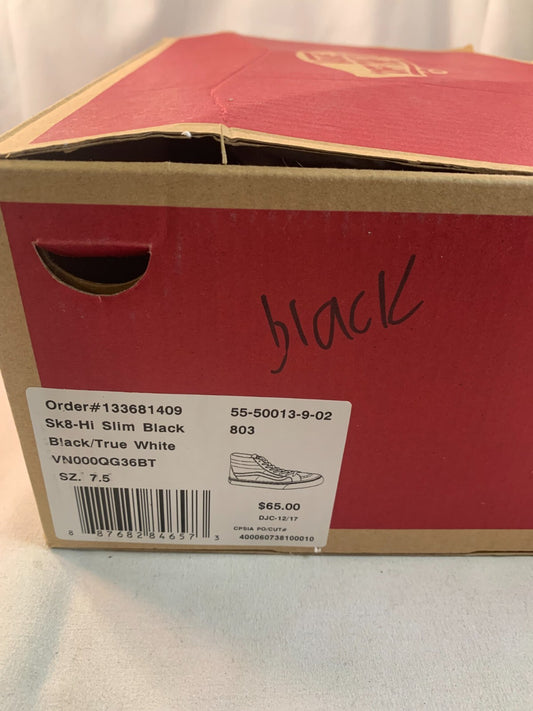 black
Order#133681409
Sk8-Hi Slim Black
Black/True White
VN000QG36BT
SZ. 7.5
8 87682 84657 3
55-50013-9-02
803
$65.00
DJC-12/17
CPSIA PO/CUT#
400060738100010